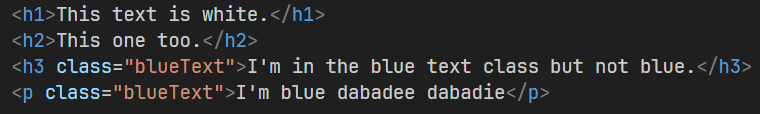 <h1>This text is white.</h1>
<h2>This one too.</h2>
<h3 class="blueText">I'm in the blue text class but not blue.</h3>
<p class="blueText">I'm blue dabadee dabadie</p>